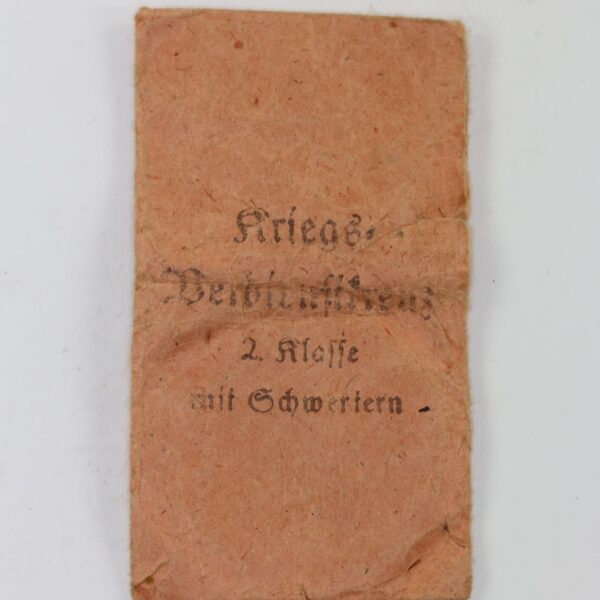 Kriegs-
Verdienstkreuz
2. Klasse
mit Schwertern